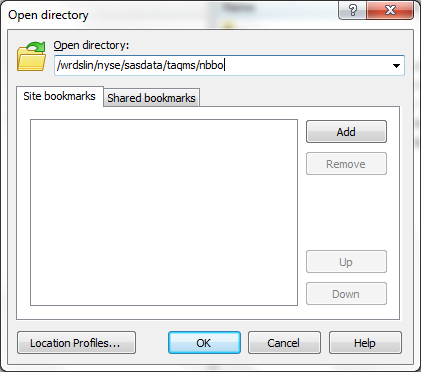 Open directory
?
Open directory:
/wrdslin/nyse/sasdata/taqms/nbbo
Site bookmarks
Shared bookmarks
Add
Remove
Up
Down
Location Profiles...
OK
Cancel
Help